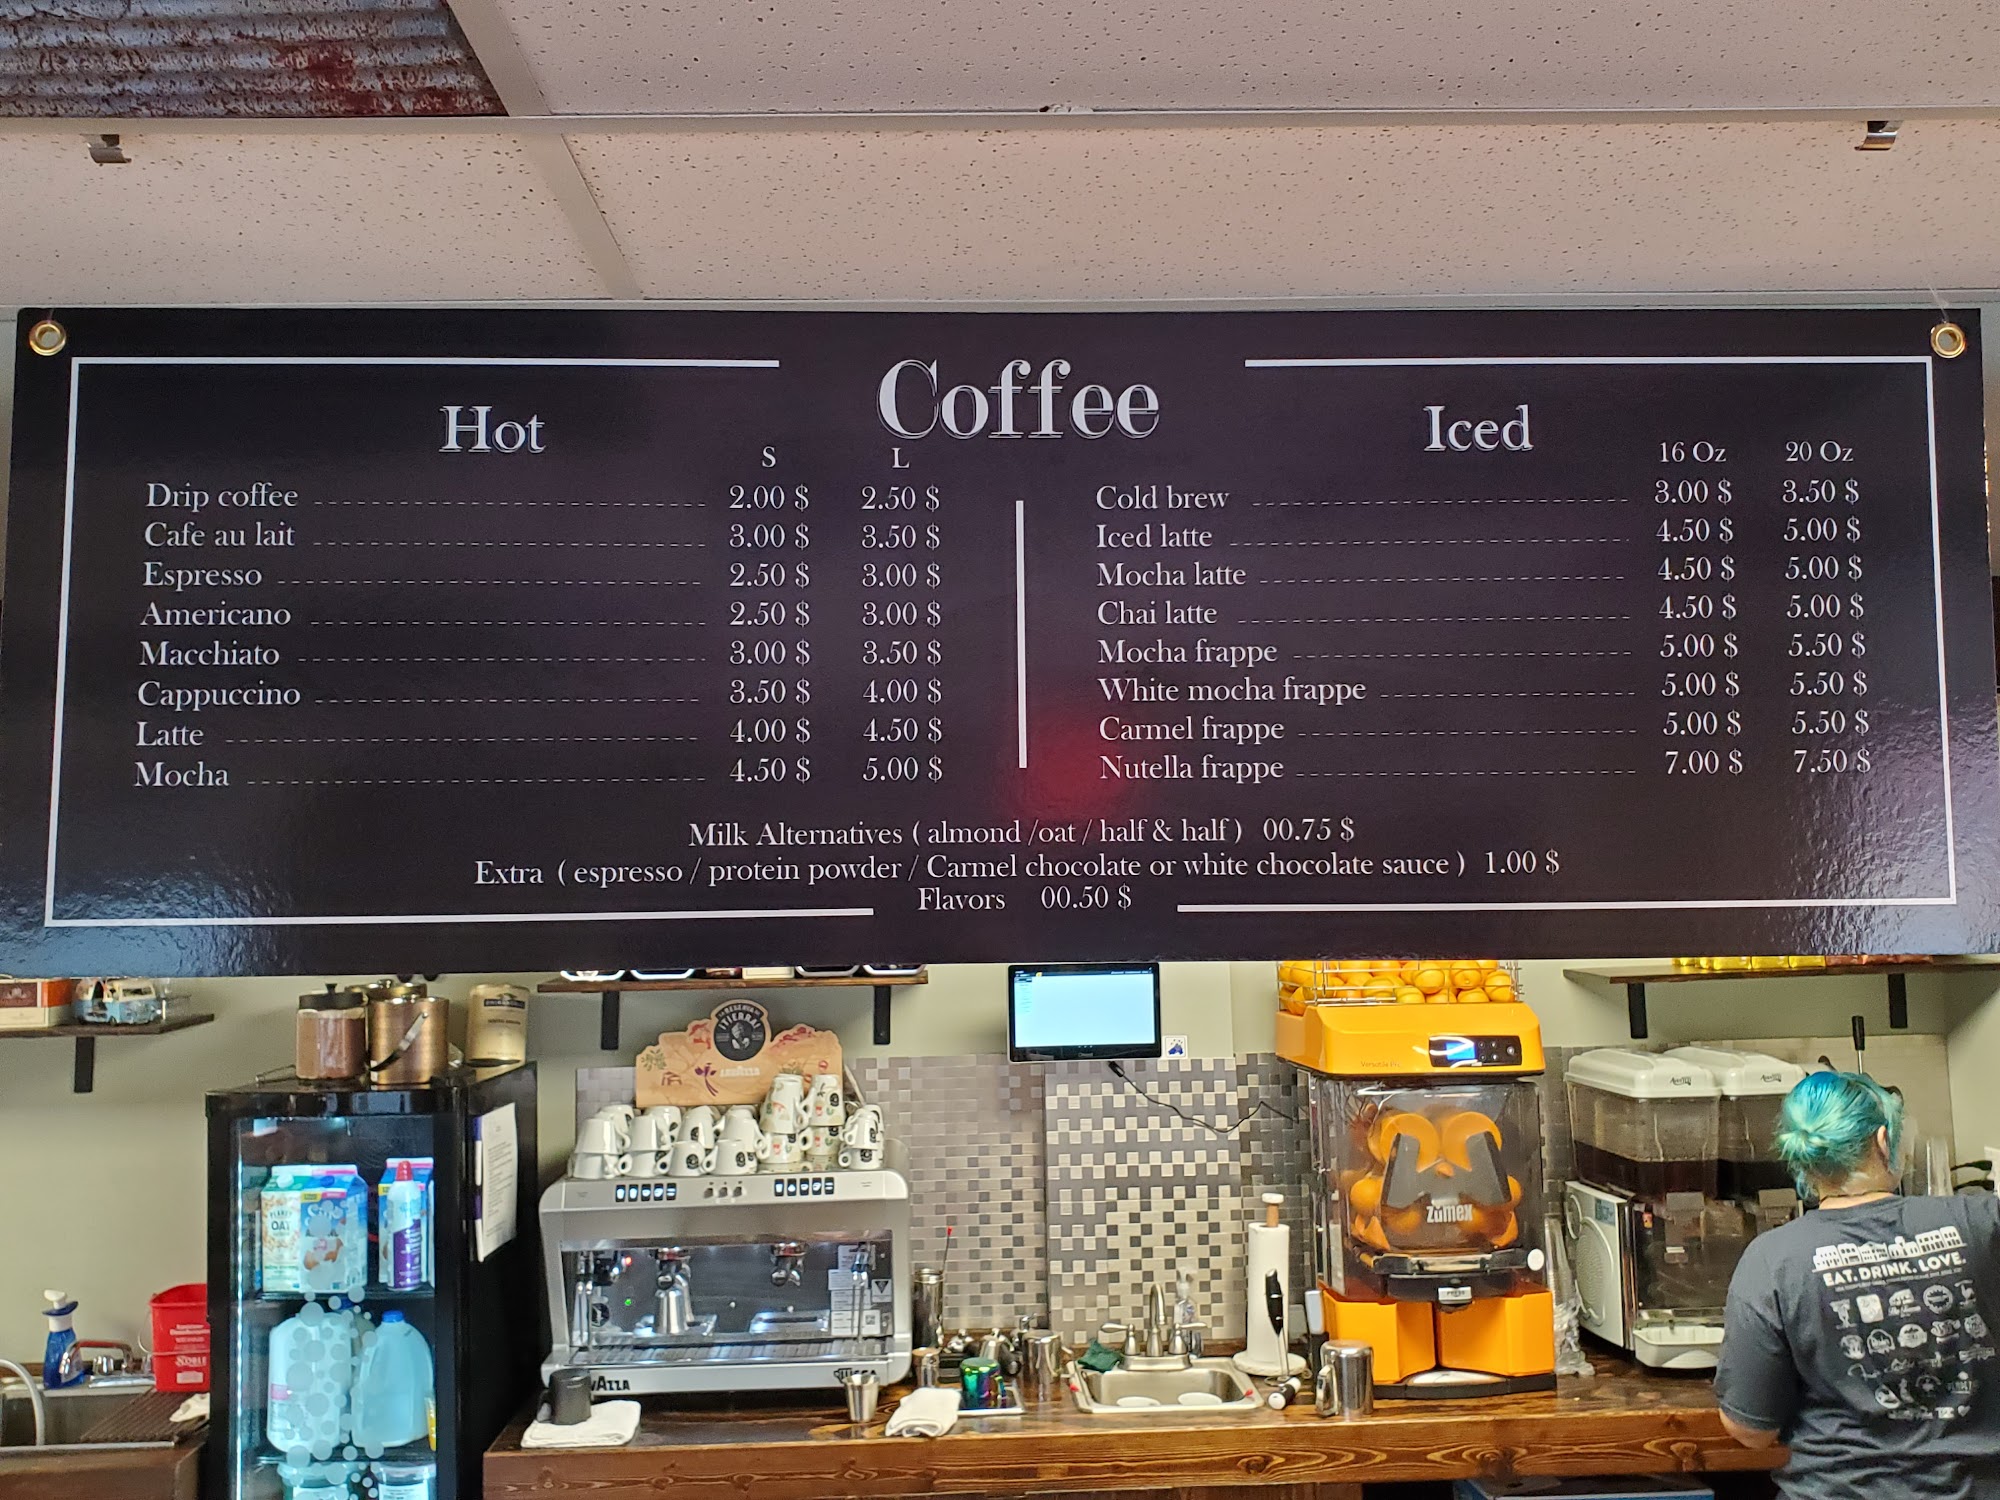 Coffee
Hot
S L
Drip coffee 2.00 $ 2.50 $
Cafe au lait 3.00 $ 3.50 $
Espresso 2.50 $ 3.00 $
Americano 2.50 $ 3.00 $
Macchiato 3.00 $ 3.50 $
Cappuccino 3.50 $ 4.00 $
Latte 4.00 $ 4.50 $
Mocha 4.50 $ 5.00 $
Iced
16 Oz 20 Oz
Cold brew 3.00 $ 3.50 $
Iced latte 4.50 $ 5.00 $
Mocha latte 4.50 $ 5.00 $
Chai latte 4.50 $ 5.00 $
Mocha frappe 5.00 $ 5.50 $
White mocha frappe 5.00 $ 5.50 $
Carmel frappe 5.00 $ 5.50 $
Nutella frappe 7.00 $ 7.50 $
Milk Alternatives ( almond /oat / half & half ) 00.75 $
Extra ( espresso / protein powder / Carmel chocolate or white chocolate sauce ) 1.00 $
Flavors 00.50 $
¡TIERRA!
LAVAZZA
OAT
Silk
zumex
EAT. DRINK. LOVE.
NOBLE